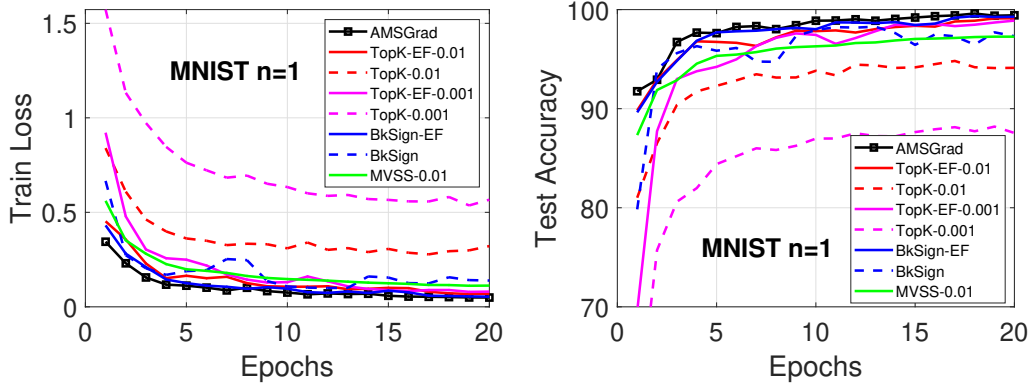 1.5
1
0.5
0
Train Loss
MNIST n=1
AMSGrad
TopK-EF-0.01
TopK-0.01
TopK-EF-0.001
TopK-0.001
BkSign-EF
BkSign
MVSS-0.01
0 5 10 15 20
Epochs
100
90
80
70
Test Accuracy
MNIST n=1
AMSGrad
TopK-EF-0.01
TopK-0.01
TopK-EF-0.001
TopK-0.001
BkSign-EF
BkSign
MVSS-0.01
0 5 10 15 20
Epochs